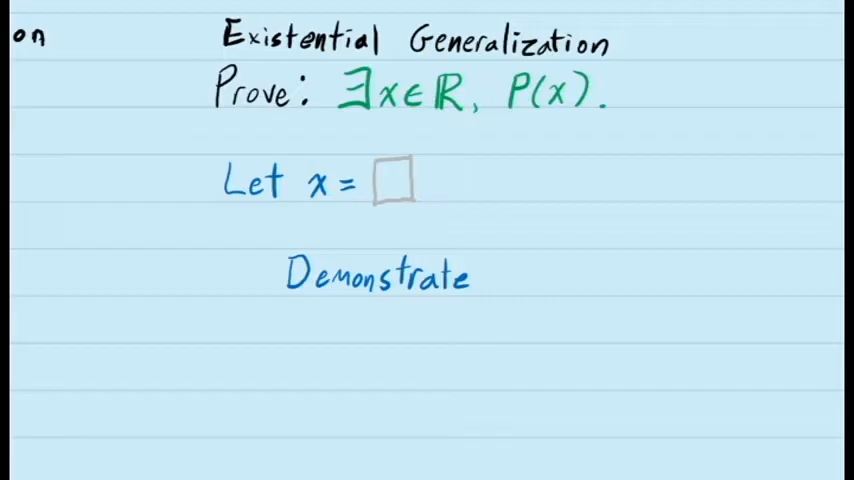 on
Existential Generalization
Prove: ∃x∈ℝ, P(x).
Let x = □
Demonstrate